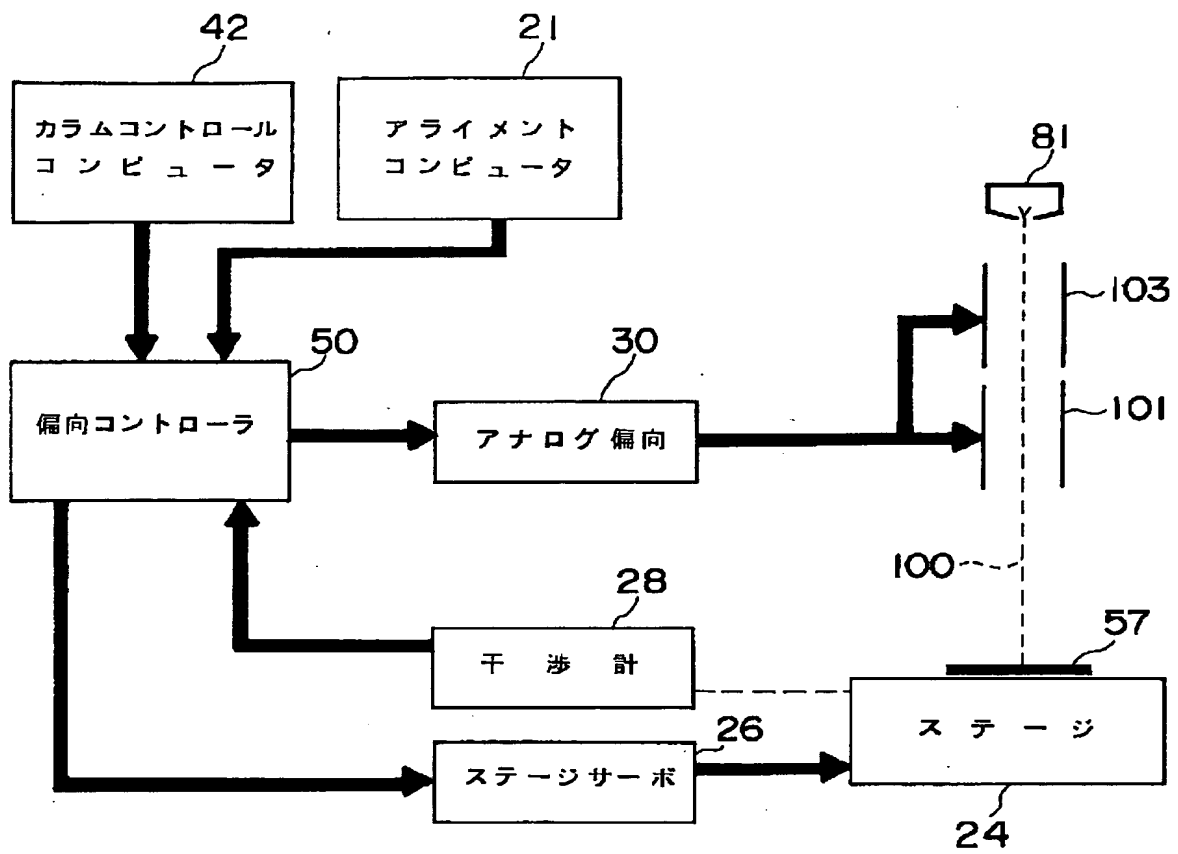 42
21
カラムコントロール
コンピュータ
アライメント
コンピュータ
81
103
50
30
偏向コントローラ
アナログ偏向
101
100
28
干渉計
57
ステージ
26
ステージサーボ
24